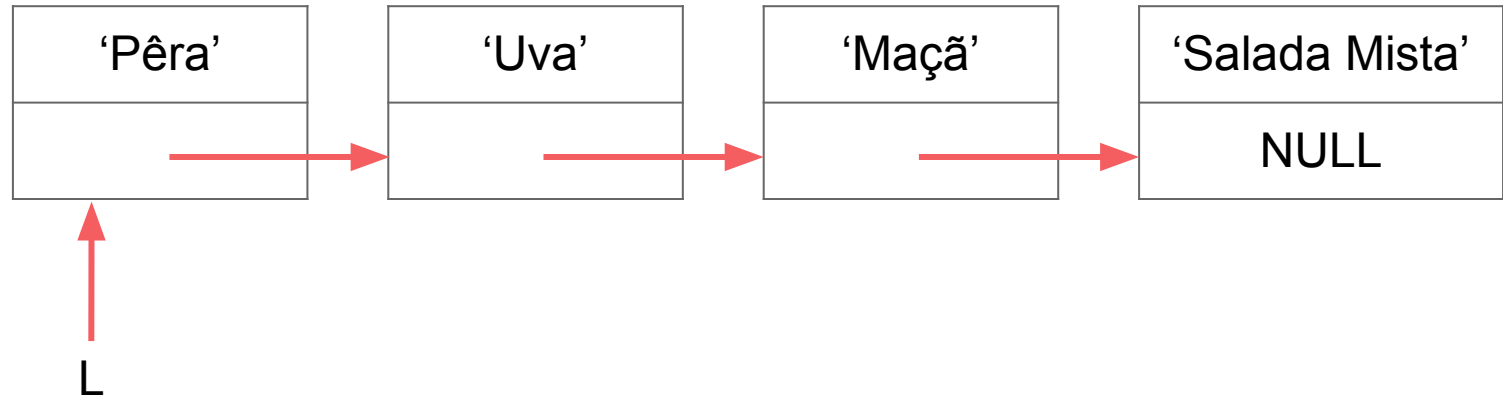 ‘Pêra’
‘Uva’
‘Maçã’
‘Salada Mista’
NULL
L